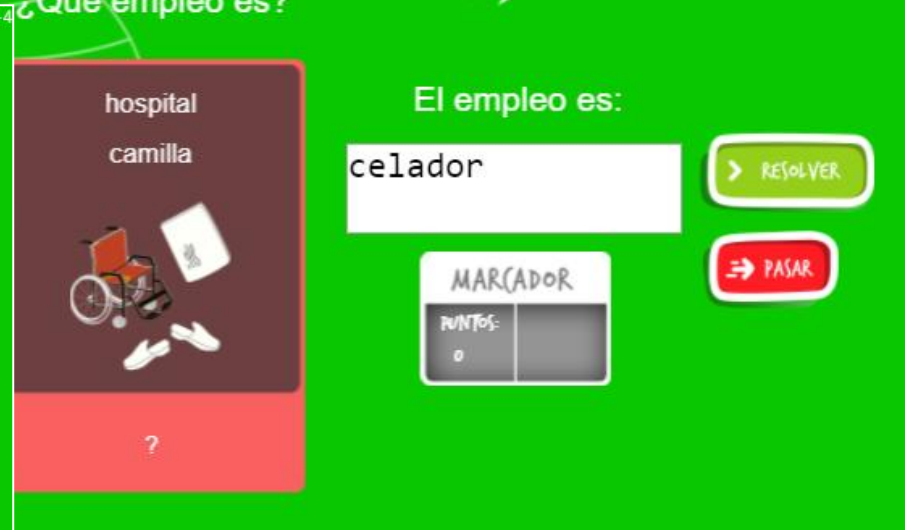 ¿Qué empleo es?
hospital
camilla
?
El empleo es:
celador
RESOLVER
PASAR
MARCADOR
PUNTOS:
0